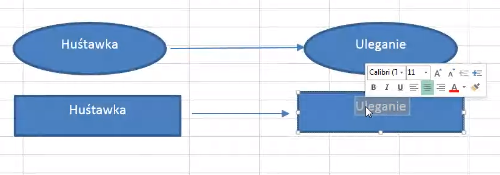 Huśtawka
Uleganie
Calibri (T
11
B I U
A
Huśtawka
Uleganie